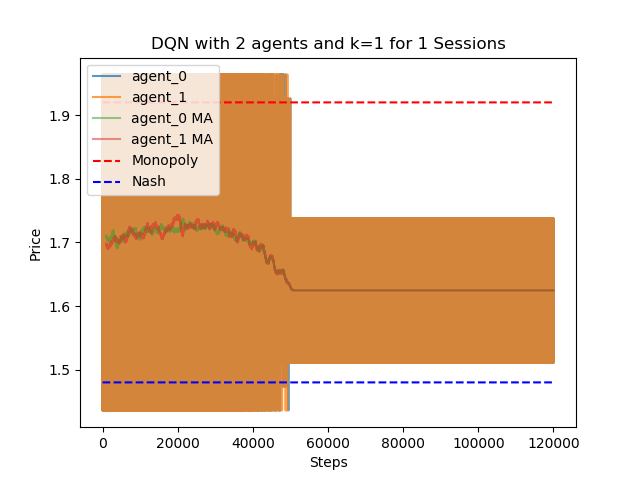 DQN with 2 agents and k=1 for 1 Sessions
agent_0
agent_1
agent_0 MA
agent_1 MA
Monopoly
Nash
1.9
1.8
1.7
1.6
1.5
Price
0 20000 40000 60000 80000 100000 120000
Steps